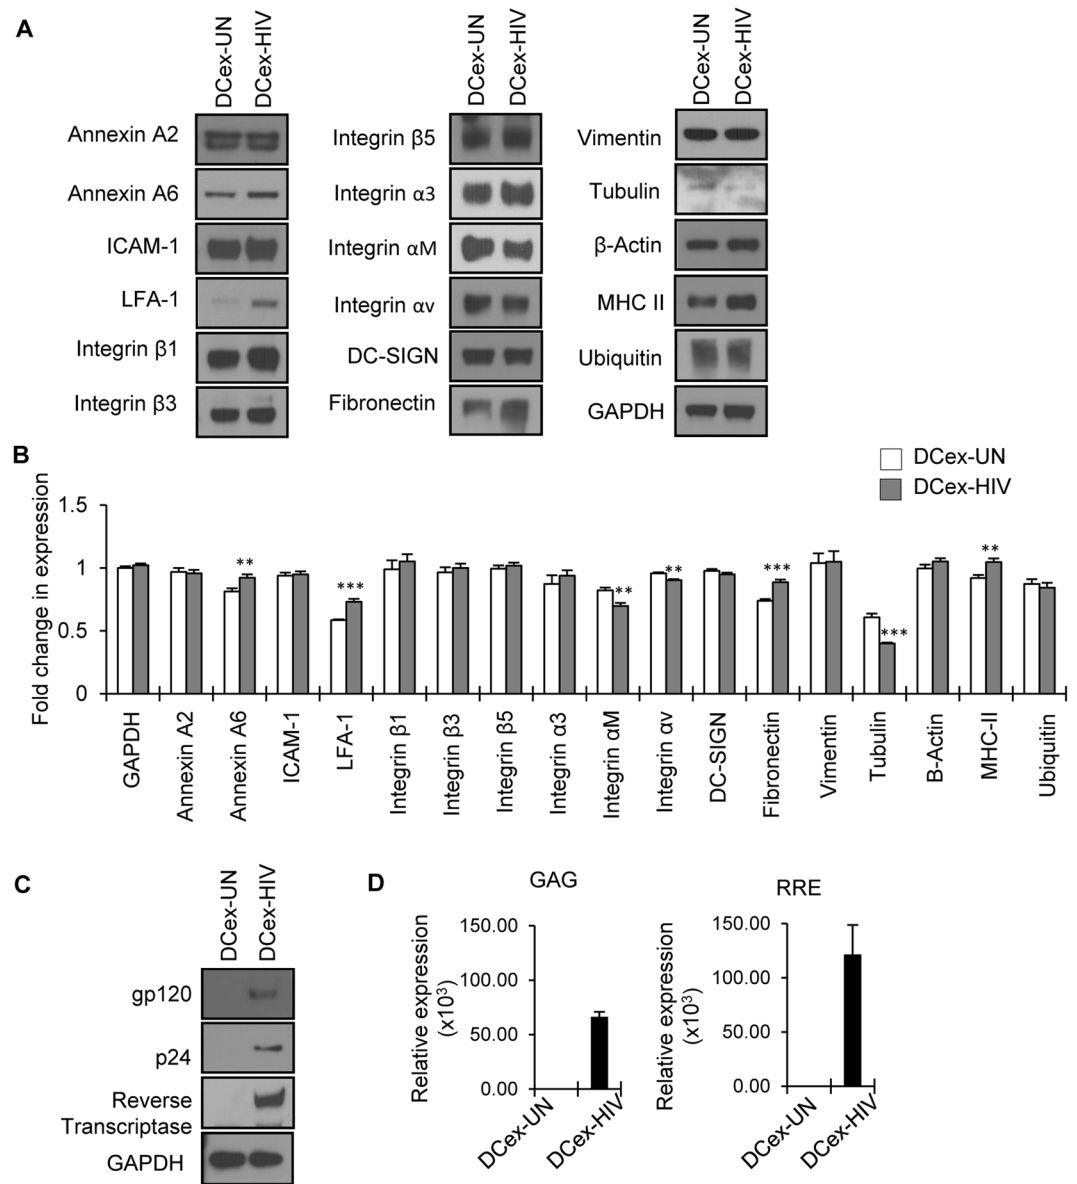 A
DCex-UN
DCex-HIV
DCex-UN
DCex-HIV
DCex-UN
DCex-HIV
Annexin A2
Annexin A6
ICAM-1
LFA-1
Integrin β1
Integrin β3
Integrin β5
Integrin α3
Integrin αM
Integrin αv
DC-SIGN
Fibronectin
Vimentin
Tubulin
β-Actin
MHC II
Ubiquitin
GAPDH
B
DCex-UN
DCex-HIV
Fold change in expression
1.5
1
0.5
0
**
***
**
**
***
***
**
GAPDH
Annexin A2
Annexin A6
ICAM-1
LFA-1
Integrin β1
Integrin β3
Integrin β5
Integrin α3
Integrin αM
Integrin αv
DC-SIGN
Fibronectin
Vimentin
Tubulin
B-Actin
MHC-II
Ubiquitin
C
DCex-UN
DCex-HIV
gp120
p24
Reverse
Transcriptase
GAPDH
D
GAG
Relative expression
(x10³)
150.00
100.00
50.00
0.00
DCex-UN
DCex-HIV
RRE
Relative expression
(x10³)
150.00
100.00
50.00
0.00
DCex-UN
DCex-HIV